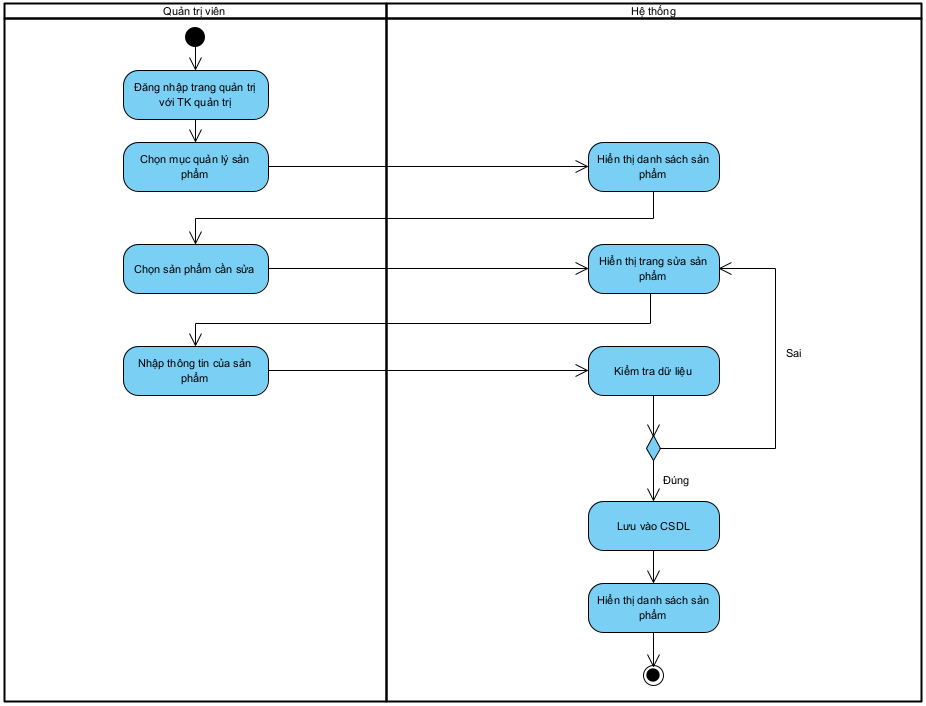 Quản trị viên
Hệ thống
Đăng nhập trang quản trị
với TK quản trị
Chọn mục quản lý sản
phẩm
Hiển thị danh sách sản
phẩm
Chọn sản phẩm cần sửa
Hiển thị trang sửa sản
phẩm
Nhập thông tin của sản
phẩm
Kiểm tra dữ liệu
Sai
Đúng
Lưu vào CSDL
Hiển thị danh sách sản
phẩm